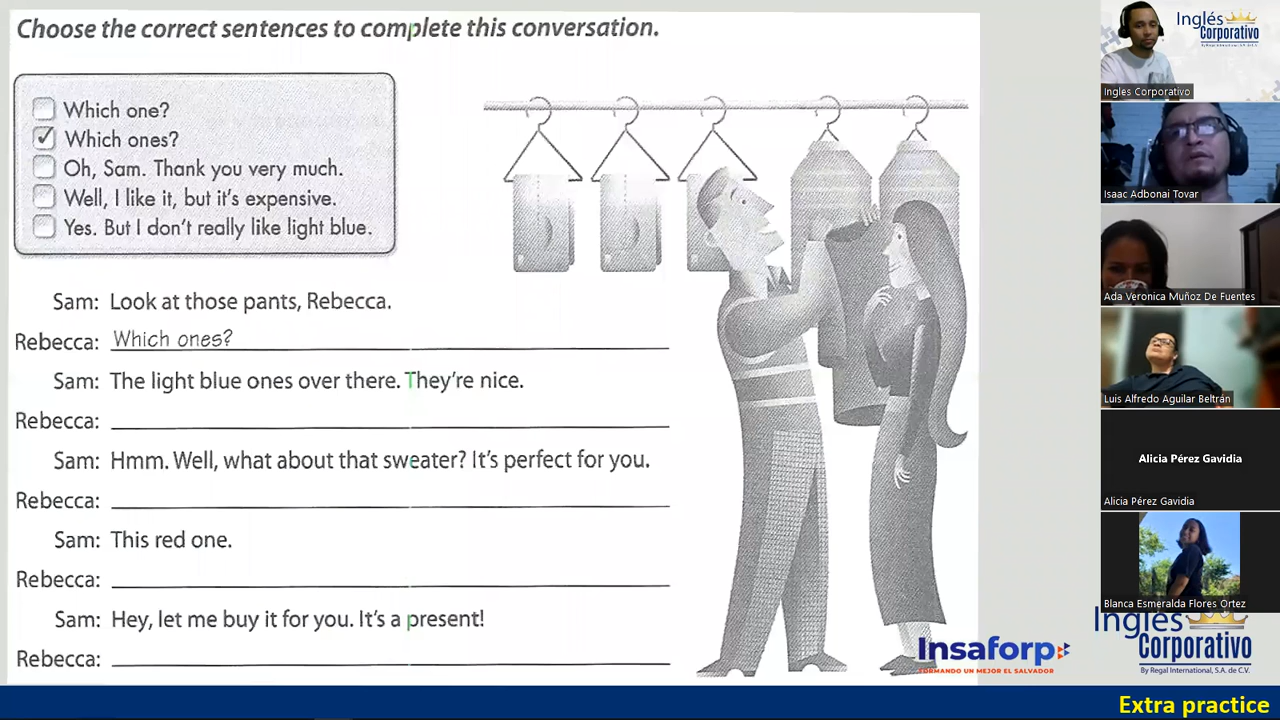 Choose the correct sentences to complete this conversation.
Which one?
✓ Which ones?
Oh, Sam. Thank you very much.
Well, I like it, but it's expensive.
Yes. But I don't really like light blue.
Sam: Look at those pants, Rebecca.
Rebecca: Which ones?
Sam: The light blue ones over there. They're nice.
Rebecca:
Sam: Hmm. Well, what about that sweater? It's perfect for you.
Rebecca:
Sam: This red one.
Rebecca:
Sam: Hey, let me buy it for you. It's a present!
Rebecca:
Insaforp
FORMANDO UN MEJOR EL SALVADOR
Inglés
Corporativo
By Regal International, S.A. de C.V.
Extra practice
Inglés
Corporativo
By Regal International, S.A. de C.V.
Ingles Corporativo
Isaac Adbonai Tovar
Ada Veronica Muñoz De Fuentes
Luis Alfredo Aguilar Beltrán
Alicia Pérez Gavidia
Alicia Pérez Gavidia
Blanca Esmeralda Flores Ortez